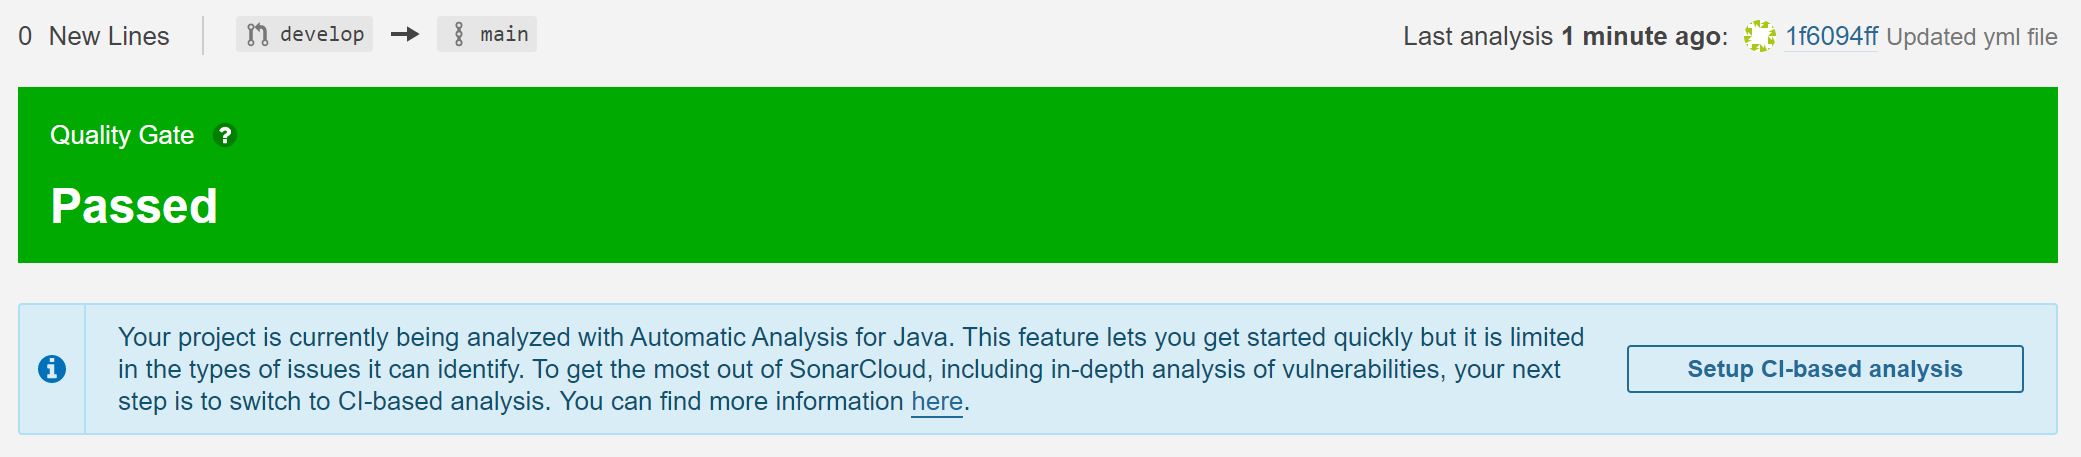 0 New Lines develop main Last analysis 1 minute ago: 1f6094ff Updated yml file
Quality Gate ?
Passed
Your project is currently being analyzed with Automatic Analysis for Java. This feature lets you get started quickly but it is limited
in the types of issues it can identify. To get the most out of SonarCloud, including in-depth analysis of vulnerabilities, your next
step is to switch to CI-based analysis. You can find more information here.
Setup CI-based analysis